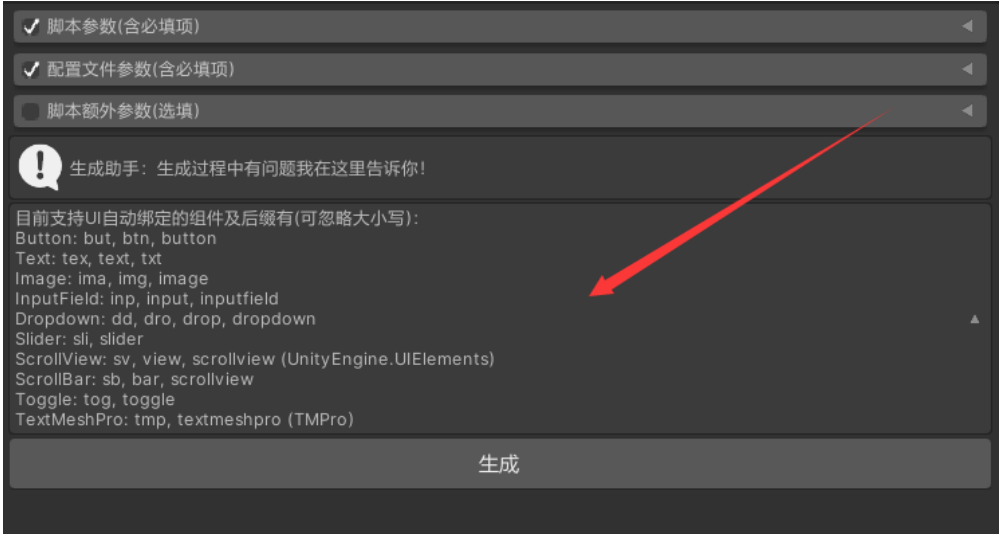 脚本参数(含必填项)
配置文件参数(含必填项)
脚本额外参数(选填)
生成助手：生成过程中有问题我在这里告诉你!
目前支持UI自动绑定的组件及后缀有(可忽略大小写):
Button: but, btn, button
Text: tex, text, txt
Image: ima, img, image
InputField: inp, input, inputfield
Dropdown: dd, dro, drop, dropdown
Slider: sli, slider
ScrollView: sv, view, scrollview (UnityEngine.UIElements)
ScrollBar: sb, bar, scrollview
Toggle: tog, toggle
TextMeshPro: tmp, textmeshpro (TMPro)
生成